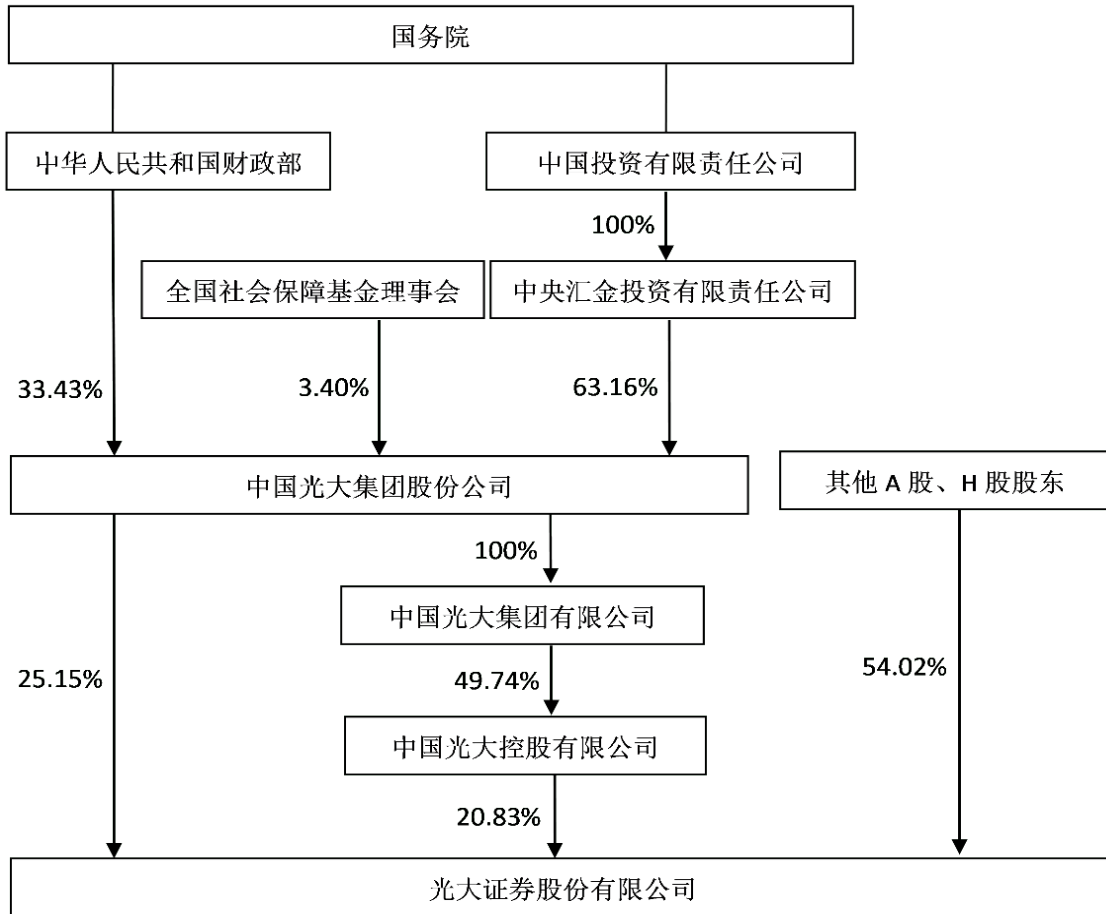 国务院
中华人民共和国财政部
中国投资有限责任公司
100%
全国社会保障基金理事会
中央汇金投资有限责任公司
33.43%
3.40%
63.16%
中国光大集团股份公司
其他 A 股、H 股股东
100%
中国光大集团有限公司
25.15%
49.74%
54.02%
中国光大控股有限公司
20.83%
光大证券股份有限公司